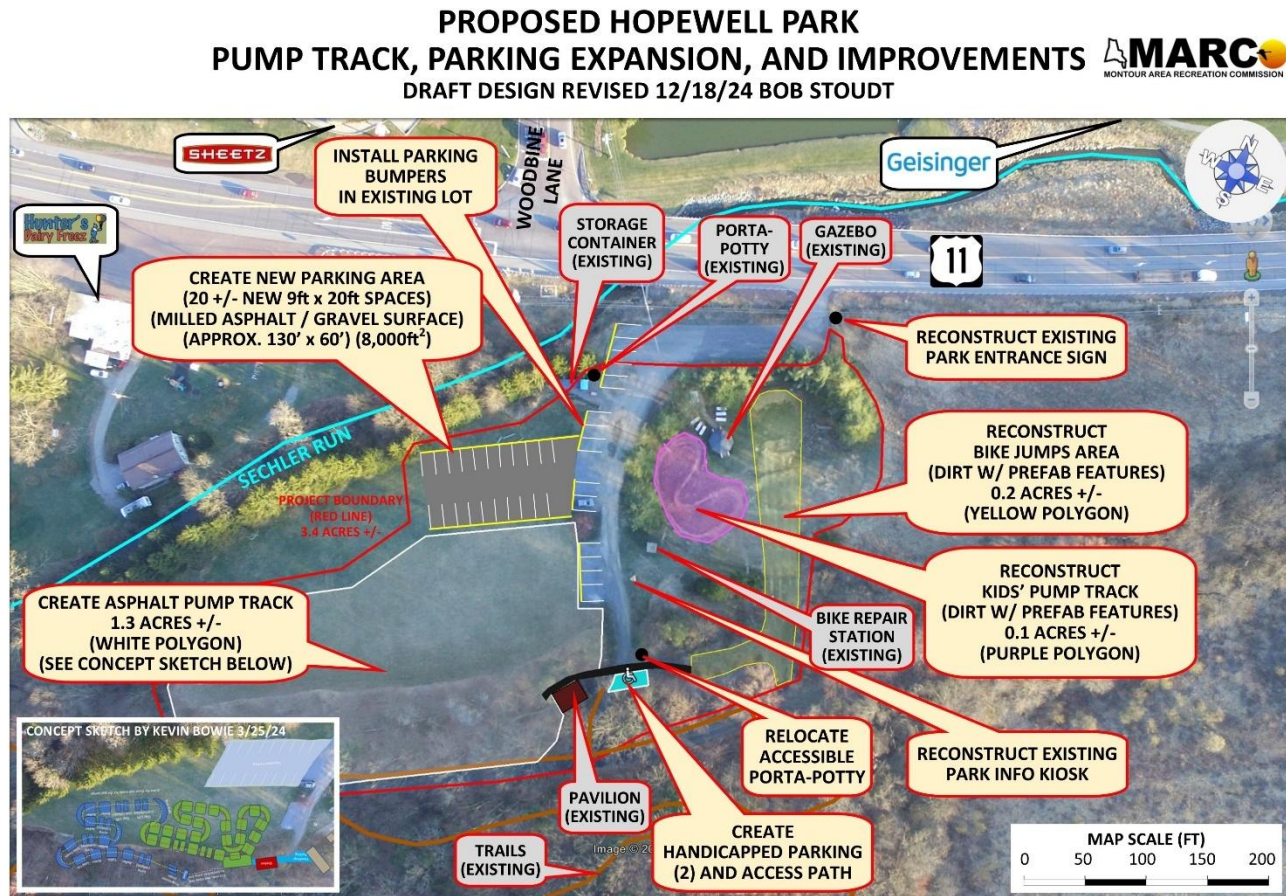 PROPOSED HOPEWELL PARK
PUMP TRACK, PARKING EXPANSION, AND IMPROVEMENTS
DRAFT DESIGN REVISED 12/18/24 BOB STOUDT
MARC
MONTOUR AREA RECREATION COMMISSION
SHEETZ
INSTALL PARKING
BUMPERS
IN EXISTING LOT
WOODBINE
LANE
Geisinger
N
W
E
S
Hunter's
Dairy Freez
STORAGE
CONTAINER
(EXISTING)
PORTA-
POTTY
(EXISTING)
GAZEBO
(EXISTING)
11
CREATE NEW PARKING AREA
(20 +/- NEW 9ft x 20ft SPACES)
(MILLED ASPHALT / GRAVEL SURFACE)
(APPROX. 130' x 60') (8,000ft²)
RECONSTRUCT EXISTING
PARK ENTRANCE SIGN
SECHLER RUN
PROJECT BOUNDARY
(RED LINE)
3.4 ACRES +/-
RECONSTRUCT
BIKE JUMPS AREA
(DIRT W/ PREFAB FEATURES)
0.2 ACRES +/-
(YELLOW POLYGON)
CREATE ASPHALT PUMP TRACK
1.3 ACRES +/-
(WHITE POLYGON)
(SEE CONCEPT SKETCH BELOW)
RECONSTRUCT
KIDS' PUMP TRACK
(DIRT W/ PREFAB FEATURES)
0.1 ACRES +/-
(PURPLE POLYGON)
BIKE REPAIR
STATION
(EXISTING)
CONCEPT SKETCH BY KEVIN BOWIE 3/25/24
RELOCATE
ACCESSIBLE
PORTA-POTTY
RECONSTRUCT EXISTING
PARK INFO KIOSK
PAVILION
(EXISTING)
CREATE
HANDICAPPED PARKING
(2) AND ACCESS PATH
TRAILS
(EXISTING)
Image © 20
MAP SCALE (FT)
0 50 100 150 200